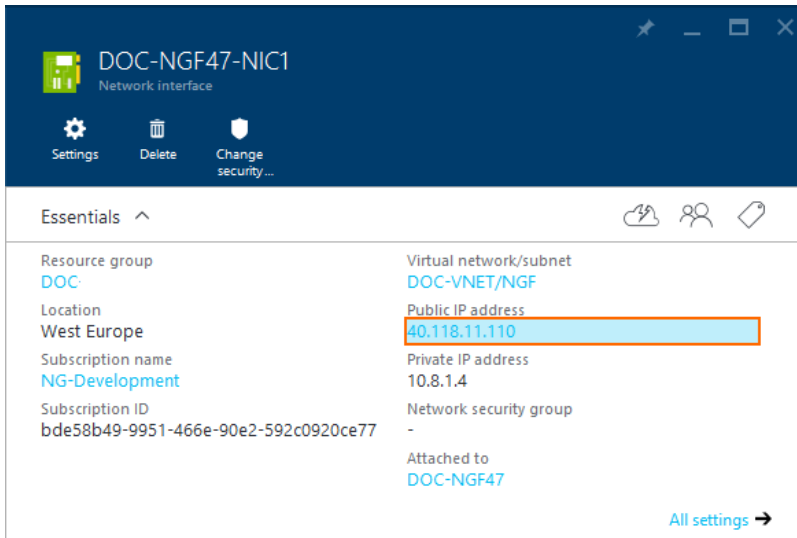 DOC-NGF47-NIC1
Network interface
Settings
Delete
Change
security...
Essentials
Resource group
DOC
Location
West Europe
Subscription name
NG-Development
Subscription ID
bde58b49-9951-466e-90e2-592c0920ce77
Virtual network/subnet
DOC-VNET/NGF
Public IP address
40.118.11.110
Private IP address
10.8.1.4
Network security group
-
Attached to
DOC-NGF47
All settings